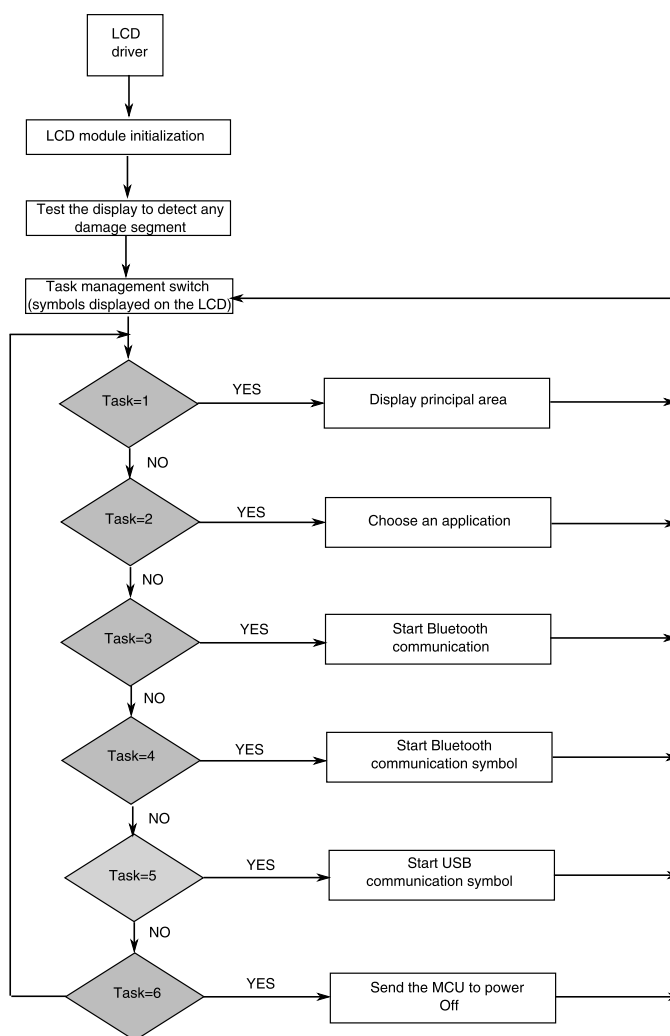 LCD
driver
LCD module initialization
Test the display to detect any
damage segment
Task management switch
(symbols displayed on the LCD)
Task=1
YES
Display principal area
NO
Task=2
YES
Choose an application
NO
Task=3
YES
Start Bluetooth
communication
NO
Task=4
YES
Start Bluetooth
communication symbol
NO
Task=5
YES
Start USB
communication symbol
NO
Task=6
YES
Send the MCU to power
Off